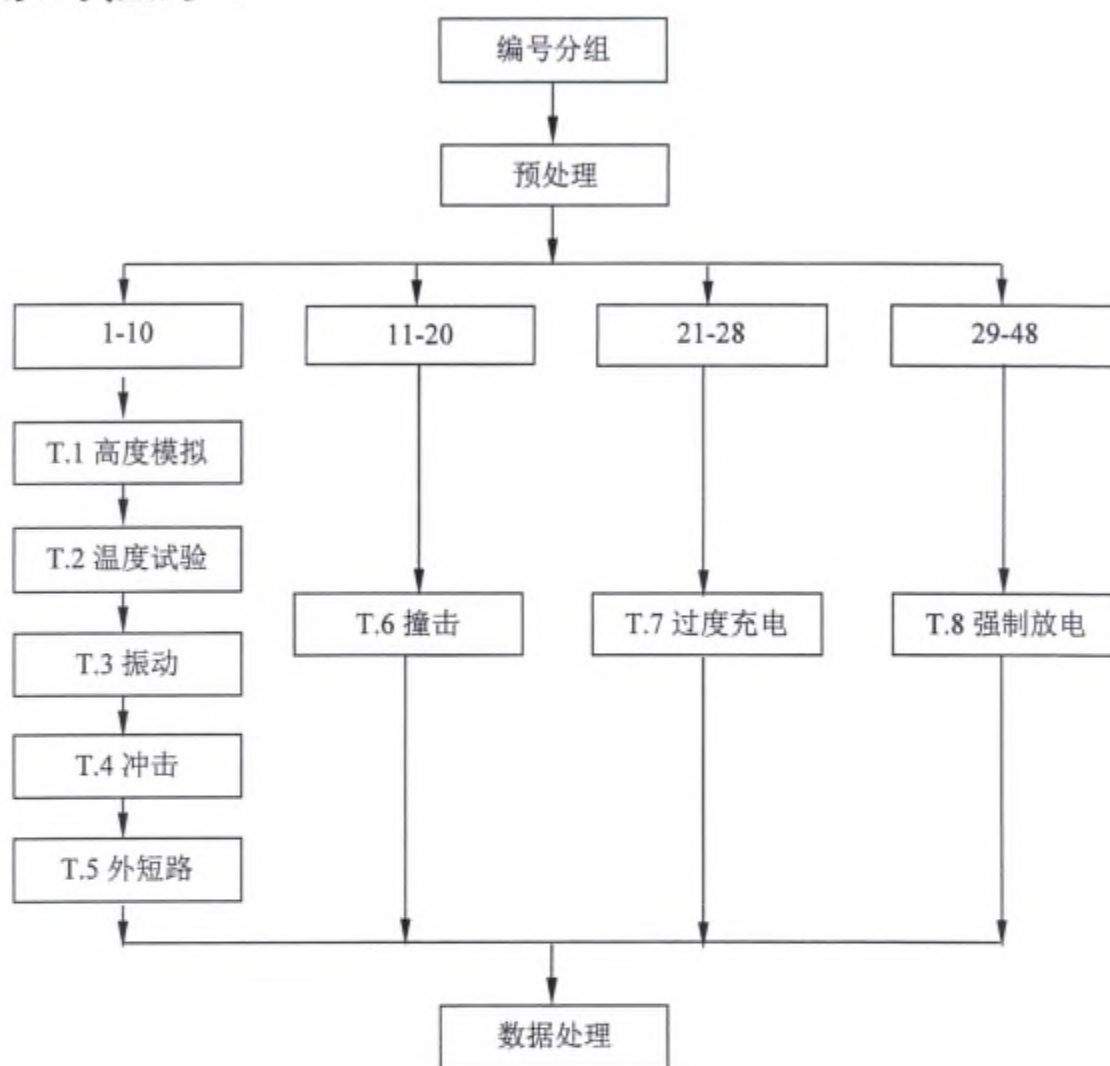 编号分组
预处理
1-10
11-20
21-28
29-48
T.1 高度模拟
T.2 温度试验
T.3 振动
T.4 冲击
T.5 外短路
T.6 撞击
T.7 过度充电
T.8 强制放电
数据处理